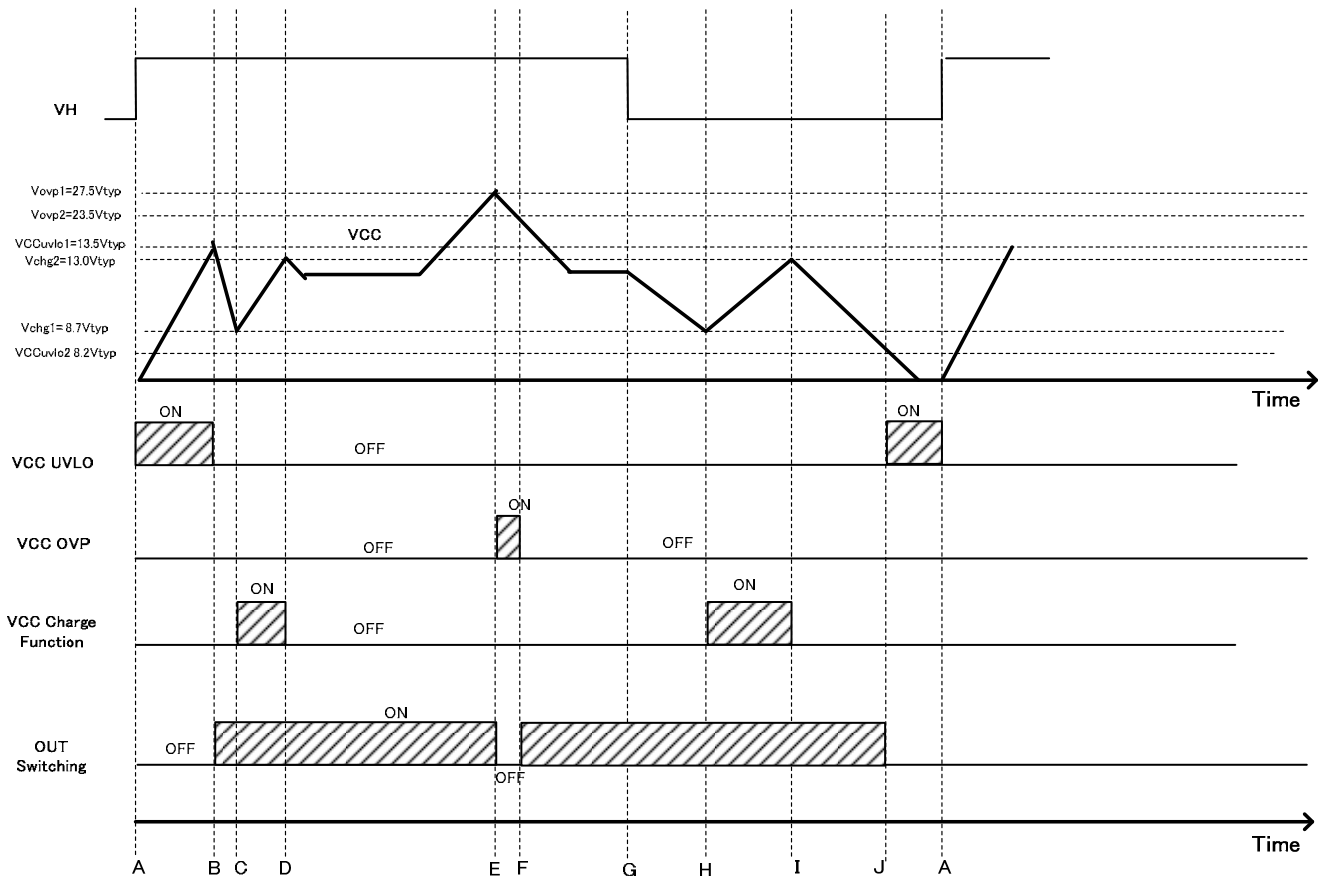 VH
Vovp1=27.5Vtyp
Vovp2=23.5Vtyp
VCCuvlo1=13.5Vtyp
VCC
Vchg2=13.0Vtyp
Vchg1= 8.7Vtyp
VCCuvlo2 8.2Vtyp
Time
ON
ON
OFF
VCC UVLO
ON
OFF
OFF
VCC OVP
ON
ON
VCC Charge
Function
OFF
ON
OFF
OUT
Switching
OFF
Time
A B C D E F G H I J A